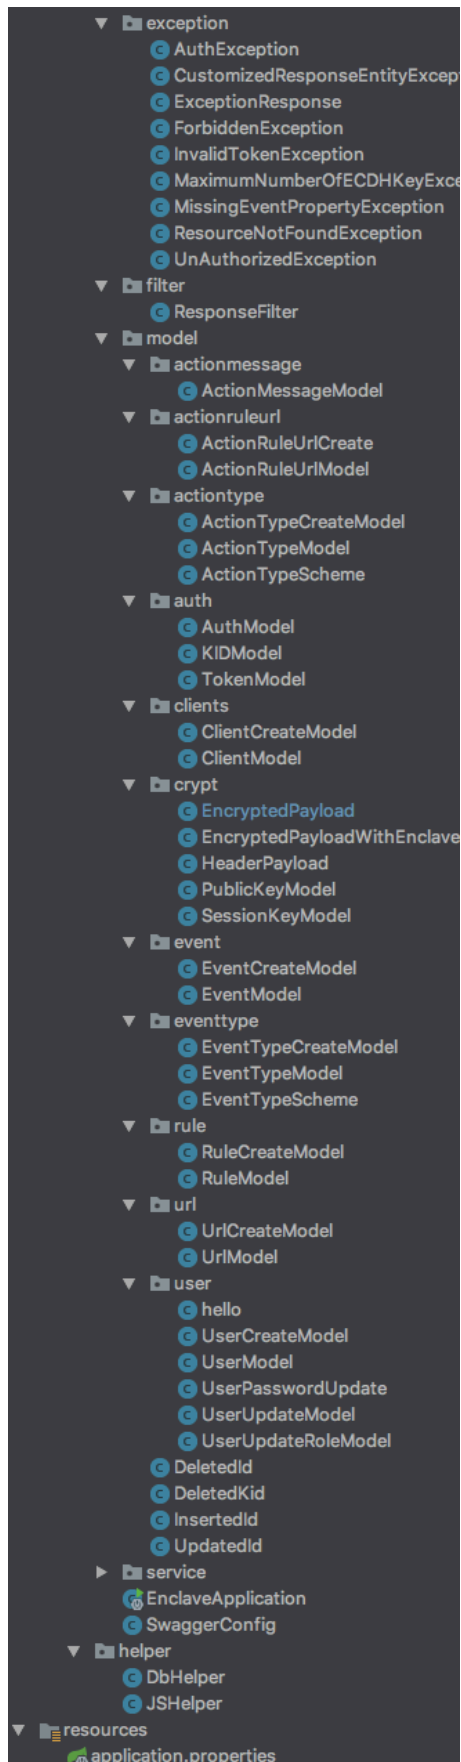 exception
AuthException
CustomizedResponseEntityExcept
ExceptionResponse
ForbiddenException
InvalidTokenException
MaximumNumberOfECDHKeyExce
MissingEventPropertyException
ResourceNotFoundException
UnAuthorizedException
filter
ResponseFilter
model
actionmessage
ActionMessageModel
actionruleurl
ActionRuleUrlCreate
ActionRuleUrlModel
actiontype
ActionTypeCreateModel
ActionTypeModel
ActionTypeScheme
auth
AuthModel
KIDModel
TokenModel
clients
ClientCreateModel
ClientModel
crypt
EncryptedPayload
EncryptedPayloadWithEnclave
HeaderPayload
PublicKeyModel
SessionKeyModel
event
EventCreateModel
EventModel
eventtype
EventTypeCreateModel
EventTypeModel
EventTypeScheme
rule
RuleCreateModel
RuleModel
url
UrlCreateModel
UrlModel
user
hello
UserCreateModel
UserModel
UserPasswordUpdate
UserUpdateModel
UserUpdateRoleModel
DeletedId
DeletedKid
InsertedId
UpdatedId
service
EnclaveApplication
SwaggerConfig
helper
DbHelper
JSHelper
resources
application.properties